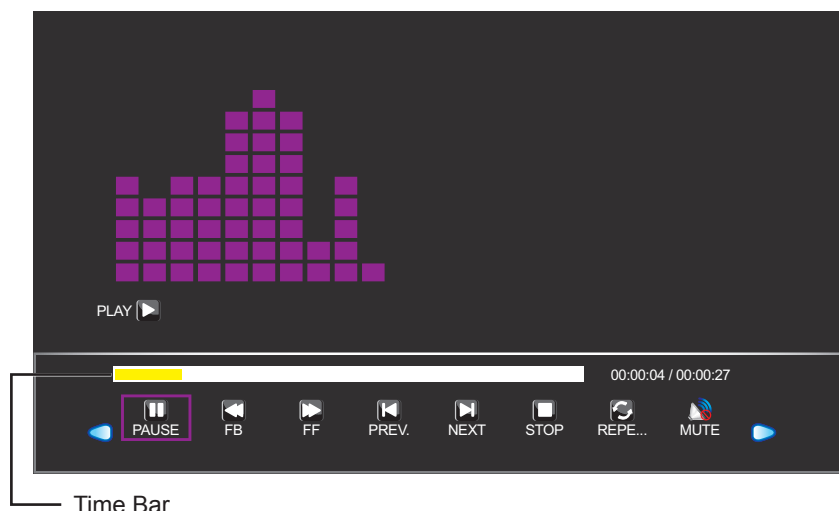 PLAY
00:00:04 / 00:00:27
PAUSE FB FF PREV. NEXT STOP REPE... MUTE
Time Bar